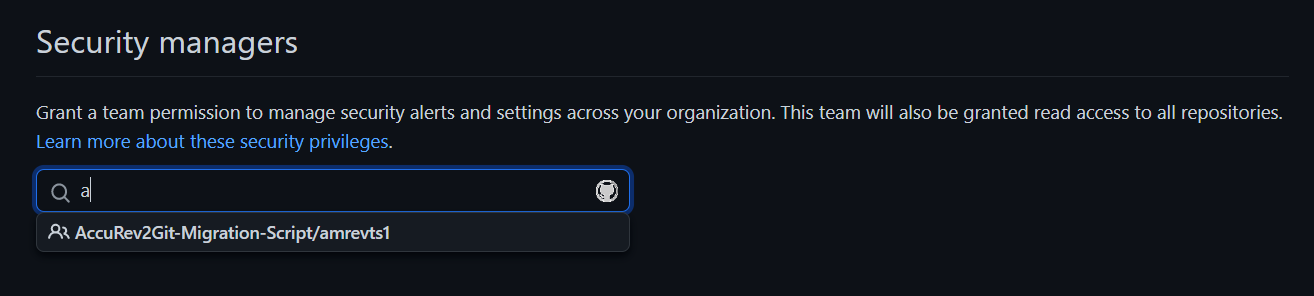 Security managers
Grant a team permission to manage security alerts and settings across your organization. This team will also be granted read access to all repositories.
Learn more about these security privileges.
a
AccuRev2Git-Migration-Script/amrevts1